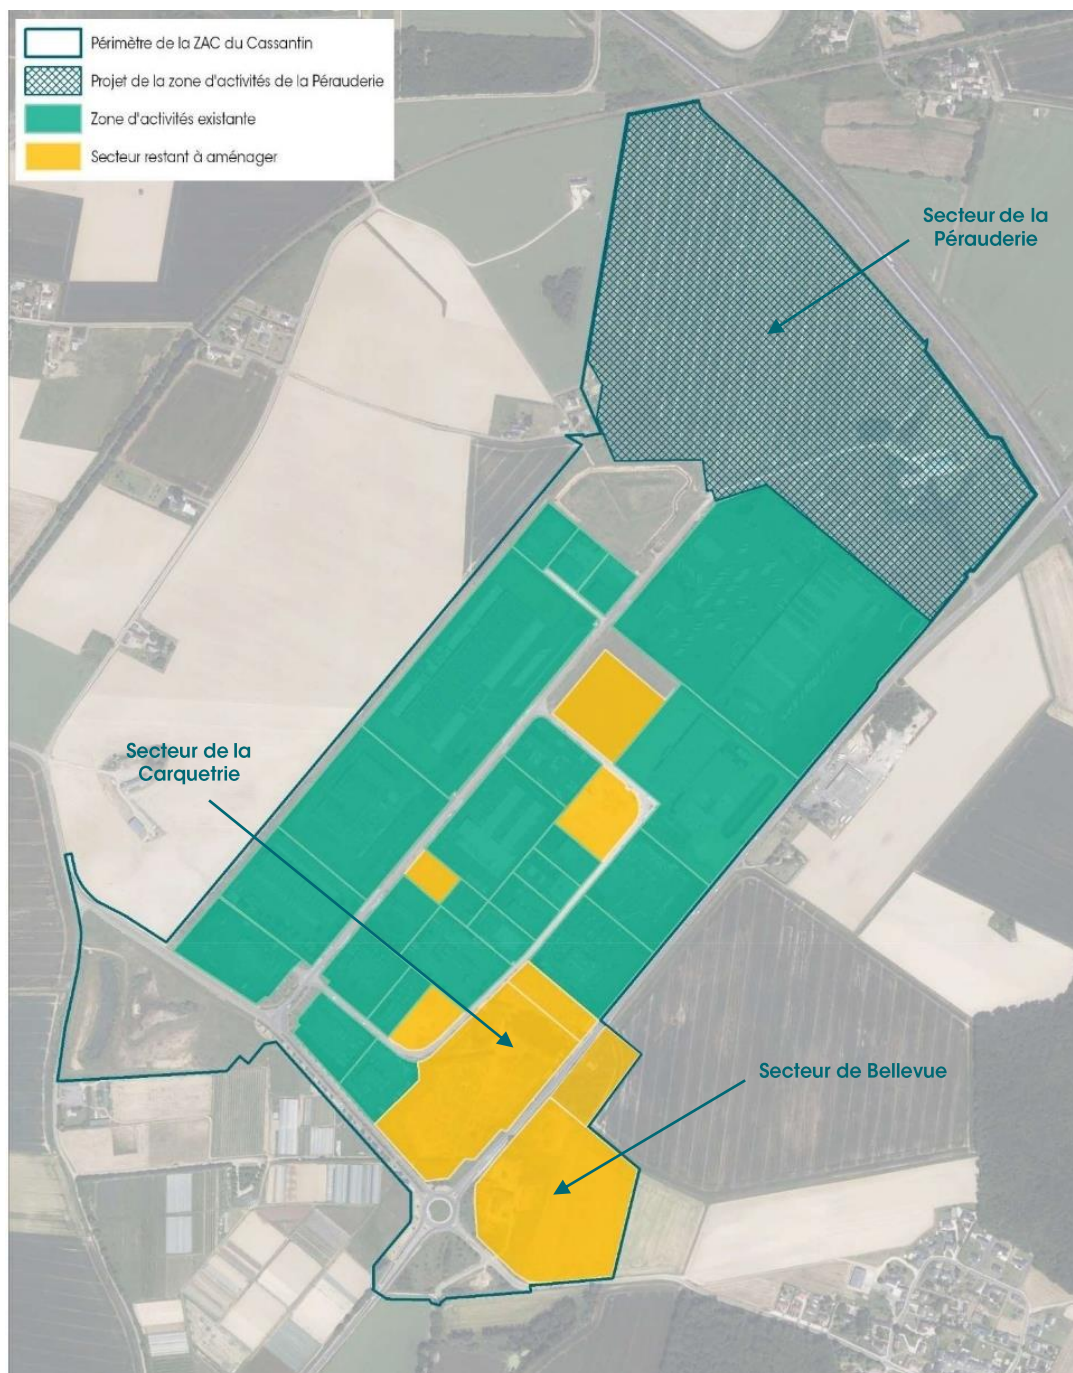 Périmètre de la ZAC du Cassantin
Projet de la zone d'activités de la Pérauderie
Zone d'activités existante
Secteur restant à aménager
Secteur de la
Pérauderie
Secteur de la
Carquetrie
Secteur de Bellevue